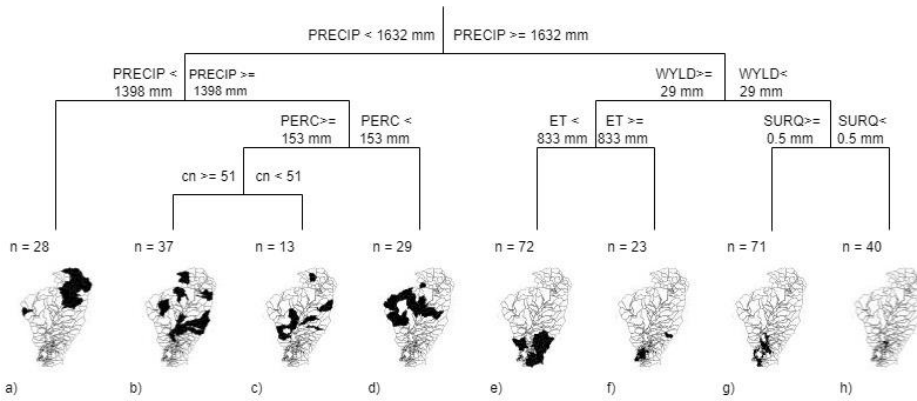 PRECIP < 1632 mm PRECIP >= 1632 mm
PRECIP <
1398 mm
PRECIP >=
1398 mm
WYLD>=
29 mm
WYLD<
29 mm
PERC>=
153 mm
PERC <
153 mm
ET <
833 mm
ET >=
833 mm
SURQ>=
0.5 mm
SURQ<
0.5 mm
cn >= 51 cn < 51
n = 28 n = 37 n = 13 n = 29 n = 72 n = 23 n = 71 n = 40
a) b) c) d) e) f) g) h)